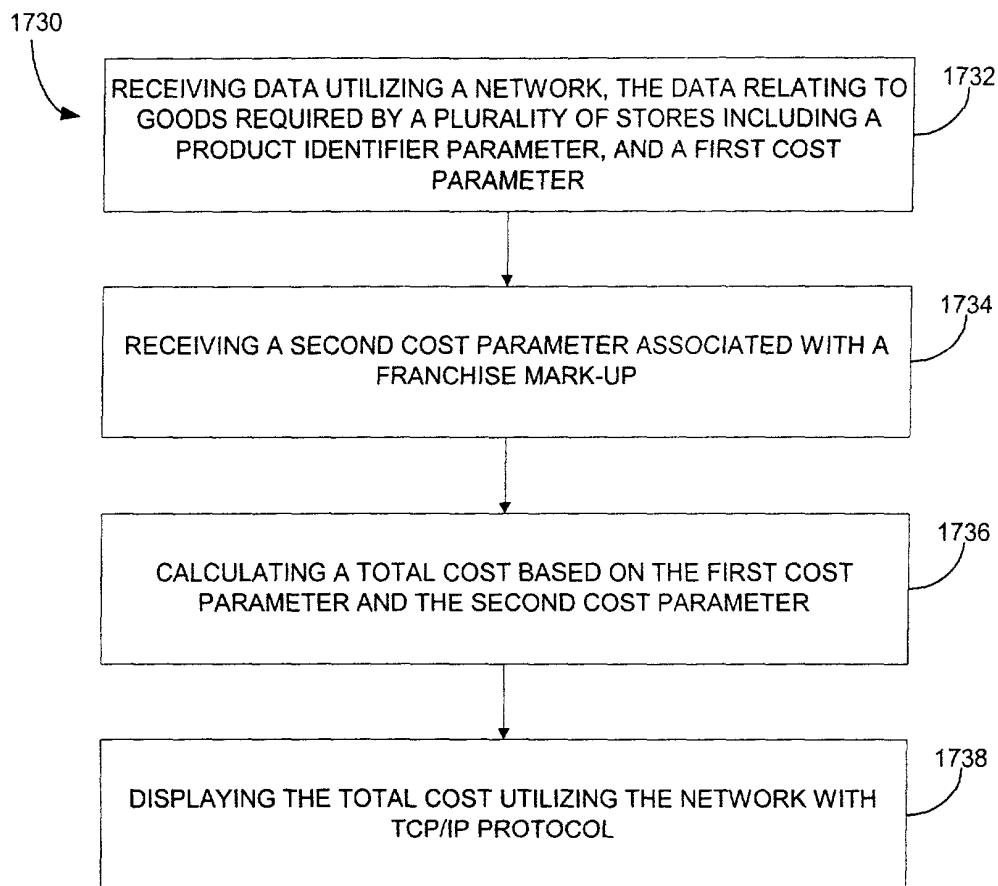 1730
RECEIVING DATA UTILIZING A NETWORK, THE DATA RELATING TO
GOODS REQUIRED BY A PLURALITY OF STORES INCLUDING A
PRODUCT IDENTIFIER PARAMETER, AND A FIRST COST
PARAMETER
1732
RECEIVING A SECOND COST PARAMETER ASSOCIATED WITH A
FRANCHISE MARK-UP
1734
CALCULATING A TOTAL COST BASED ON THE FIRST COST
PARAMETER AND THE SECOND COST PARAMETER
1736
DISPLAYING THE TOTAL COST UTILIZING THE NETWORK WITH
TCP/IP PROTOCOL
1738